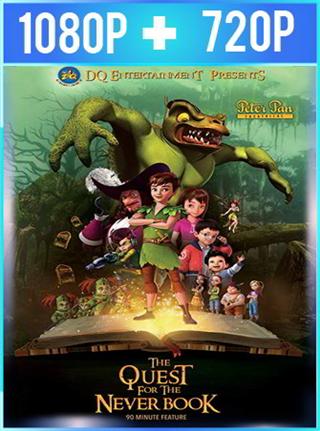 1080P + 720P
DQ ENTERTAINMENT PRESENTS
Peter Pan
THE
QUEST
FOR THE
NEVER BOOK
90 MINUTE FEATURE